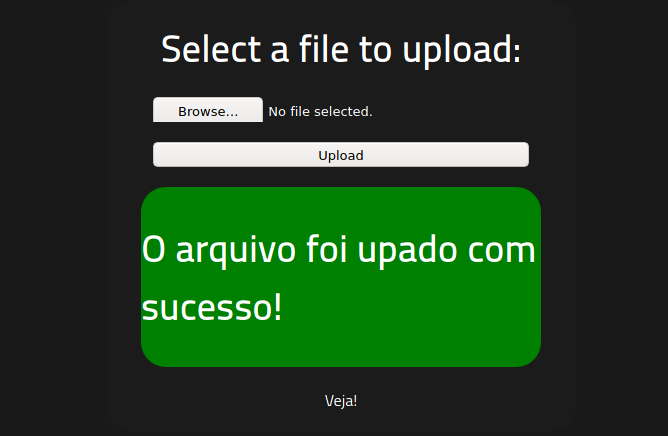 Select a file to upload:
Browse... No file selected.
Upload
O arquivo foi upado com
sucesso!
Veja!